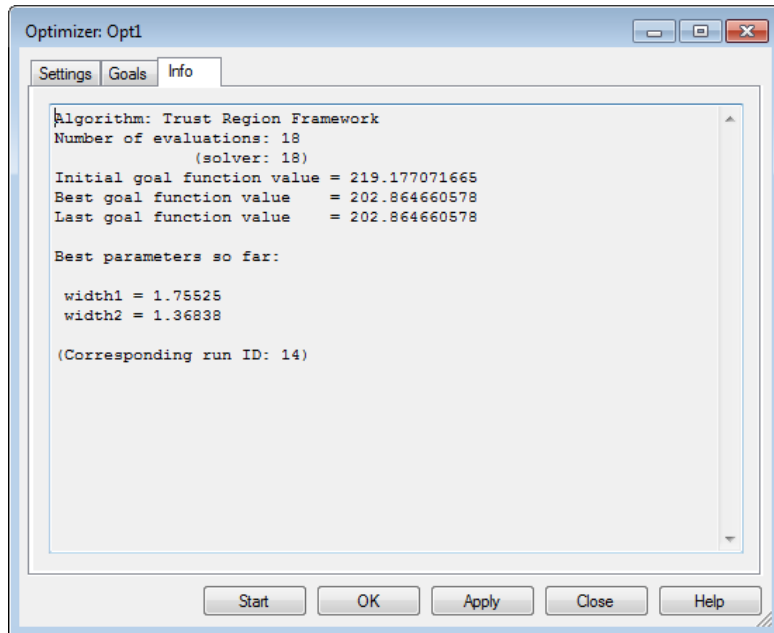 Optimizer: Opt1
Settings Goals Info
Algorithm: Trust Region Framework
Number of evaluations: 18
(solver: 18)
Initial goal function value = 219.177071665
Best goal function value = 202.864660578
Last goal function value = 202.864660578
Best parameters so far:
width1 = 1.75525
width2 = 1.36838
(Corresponding run ID: 14)
Start OK Apply Close Help